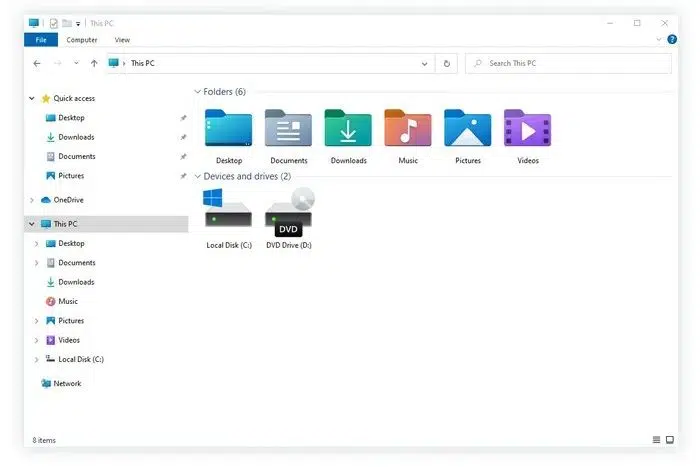 This PC
File Computer View
This PC
Search This PC
Quick access
Desktop
Downloads
Documents
Pictures
OneDrive
This PC
Desktop
Documents
Downloads
Music
Pictures
Videos
Local Disk (C:)
Network
Folders (6)
Desktop Documents Downloads Music Pictures Videos
Devices and drives (2)
DVD
Local Disk (C:) DVD Drive (D:)
8 items